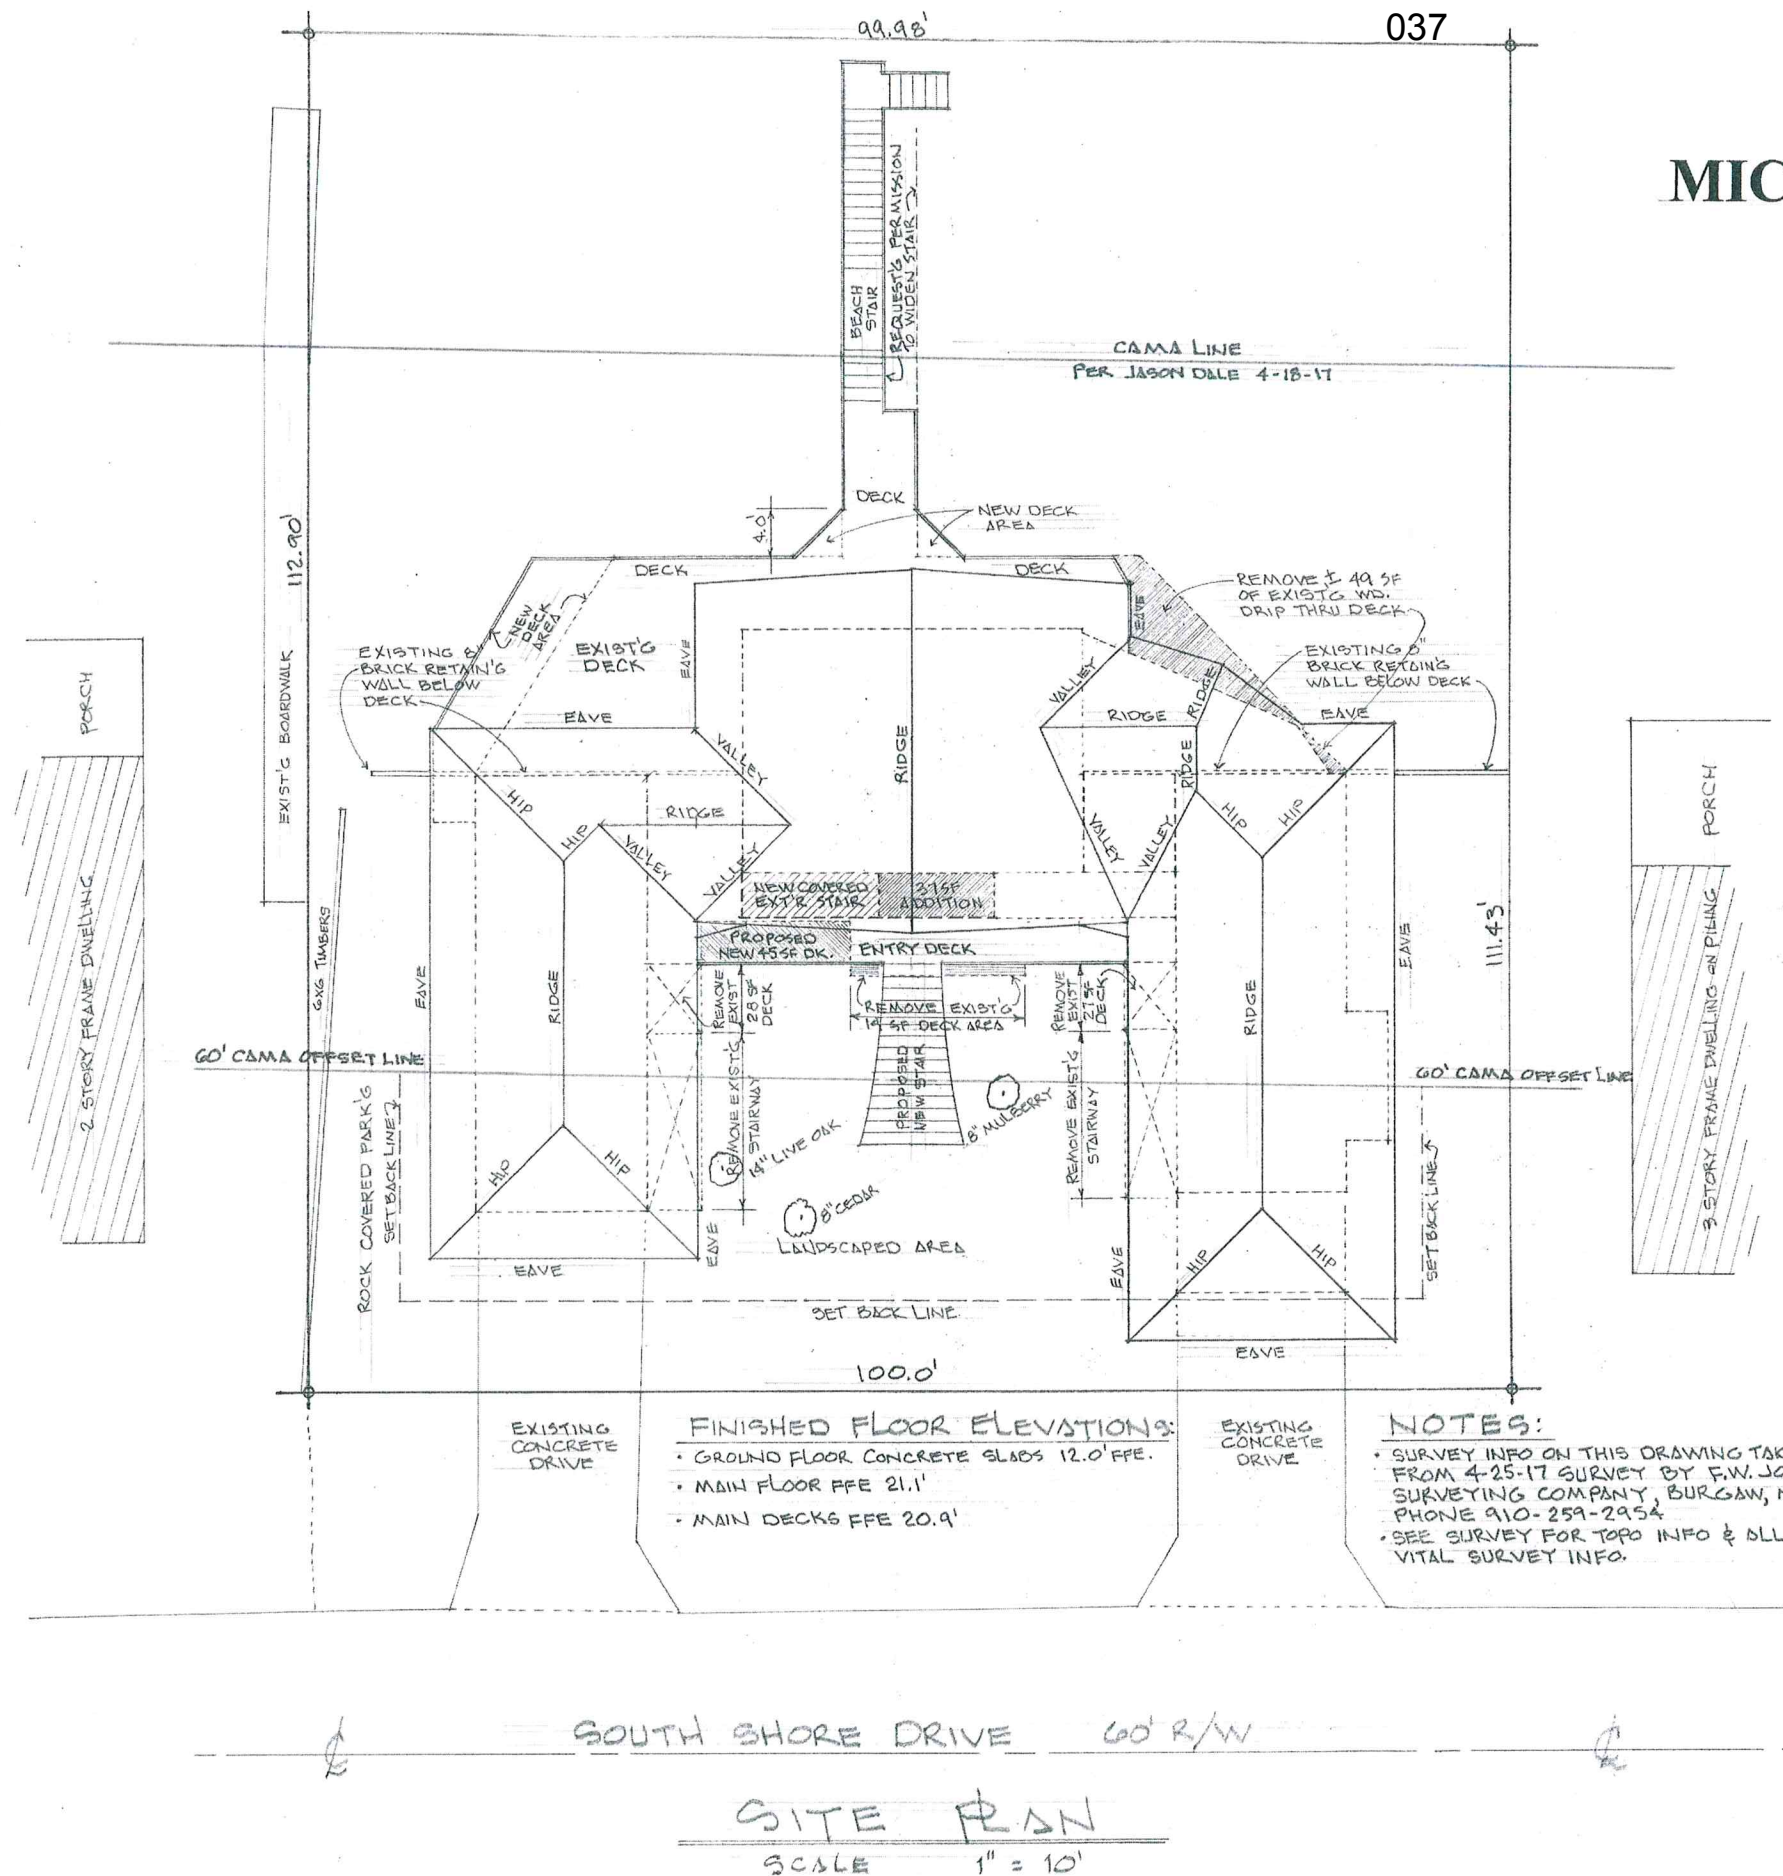 99.98'
037
MIC
REQUEST'G PERMISSION
TO WIDEN STAIR
BEACH
STAIR
CAMA LINE
PER JASON DALE 4-18-17
DECK
NEW DECK
AREA
4.0'
112.90'
EXIST'G BOARDWALK
DECK
DECK
NEW
DECK
AREA
EXIST'G
DECK
EAVE
EAVE
REMOVE ± 49 SF
OF EXIST'G WD.
DRIP THRU DECK
EXISTING 8"
BRICK RETAIN'G
WALL BELOW
DECK
EXISTING 8"
BRICK RETAIN'G
WALL BELOW DECK
PORCH
EAVE
VALLEY
RIDGE
VALLEY
RIDGE
RIDGE
RIDGE
EAVE
HIP
HIP
RIDGE
VALLEY
VALLEY
VALLEY
VALLEY
HIP
HIP
PORCH
NEW COVERED
EXT'R STAIR
37 SF
ADDITION
PROPOSED
NEW 45 SF DK.
ENTRY DECK
2 STORY FRAME DWELLING
6X6 TIMBERS
EAVE
RIDGE
REMOVE
EXIST
28 SF
DECK
REMOVE EXIST'G
14 SF DECK AREA
REMOVE
EXIST
27 SF
DECK
RIDGE
EAVE
111.43'
3 STORY FRAME DWELLING ON PILING
60' CAMA OFFSET LINE
60' CAMA OFFSET LINE
ROCK COVERED PARK'G
SETBACK LINE
REMOVE EXIST'G
STAIRWAY
PROPOSED
NEW STAIR
REMOVE EXIST'G
STAIRWAY
14" LIVE OAK
8" MULBERRY
8" CEDAR
LANDSCAPED AREA
HIP
HIP
EAVE
EAVE
EAVE
HIP
HIP
SETBACK LINE
SET BACK LINE
EAVE
100.0'
EXISTING
CONCRETE
DRIVE
FINISHED FLOOR ELEVATIONS:
• GROUND FLOOR CONCRETE SLABS 12.0' FFE.
• MAIN FLOOR FFE 21.1'
• MAIN DECKS FFE 20.9'
EXISTING
CONCRETE
DRIVE
NOTES:
• SURVEY INFO ON THIS DRAWING TAK
FROM 4-25-17 SURVEY BY F.W. JO
SURVEYING COMPANY, BURGAW, N
PHONE 910-259-2954
• SEE SURVEY FOR TOPO INFO & ALL
VITAL SURVEY INFO.
SOUTH SHORE DRIVE 60' R/W
SITE PLAN
SCALE 1" = 10'